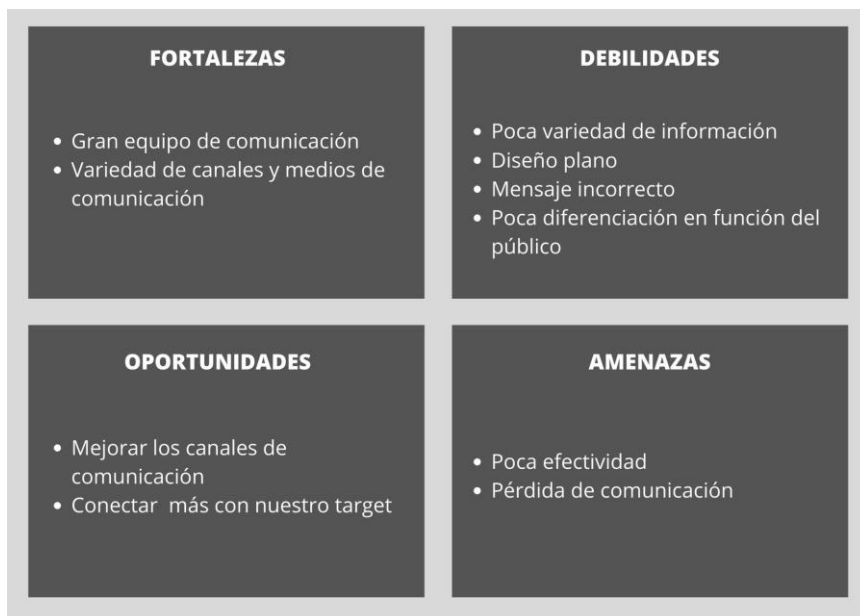 FORTALEZAS
• Gran equipo de comunicación
• Variedad de canales y medios de
comunicación
DEBILIDADES
• Poca variedad de información
• Diseño plano
• Mensaje incorrecto
• Poca diferenciación en función del
público
OPORTUNIDADES
• Mejorar los canales de
comunicación
• Conectar  más con nuestro target
AMENAZAS
• Poca efectividad
• Pérdida de comunicación